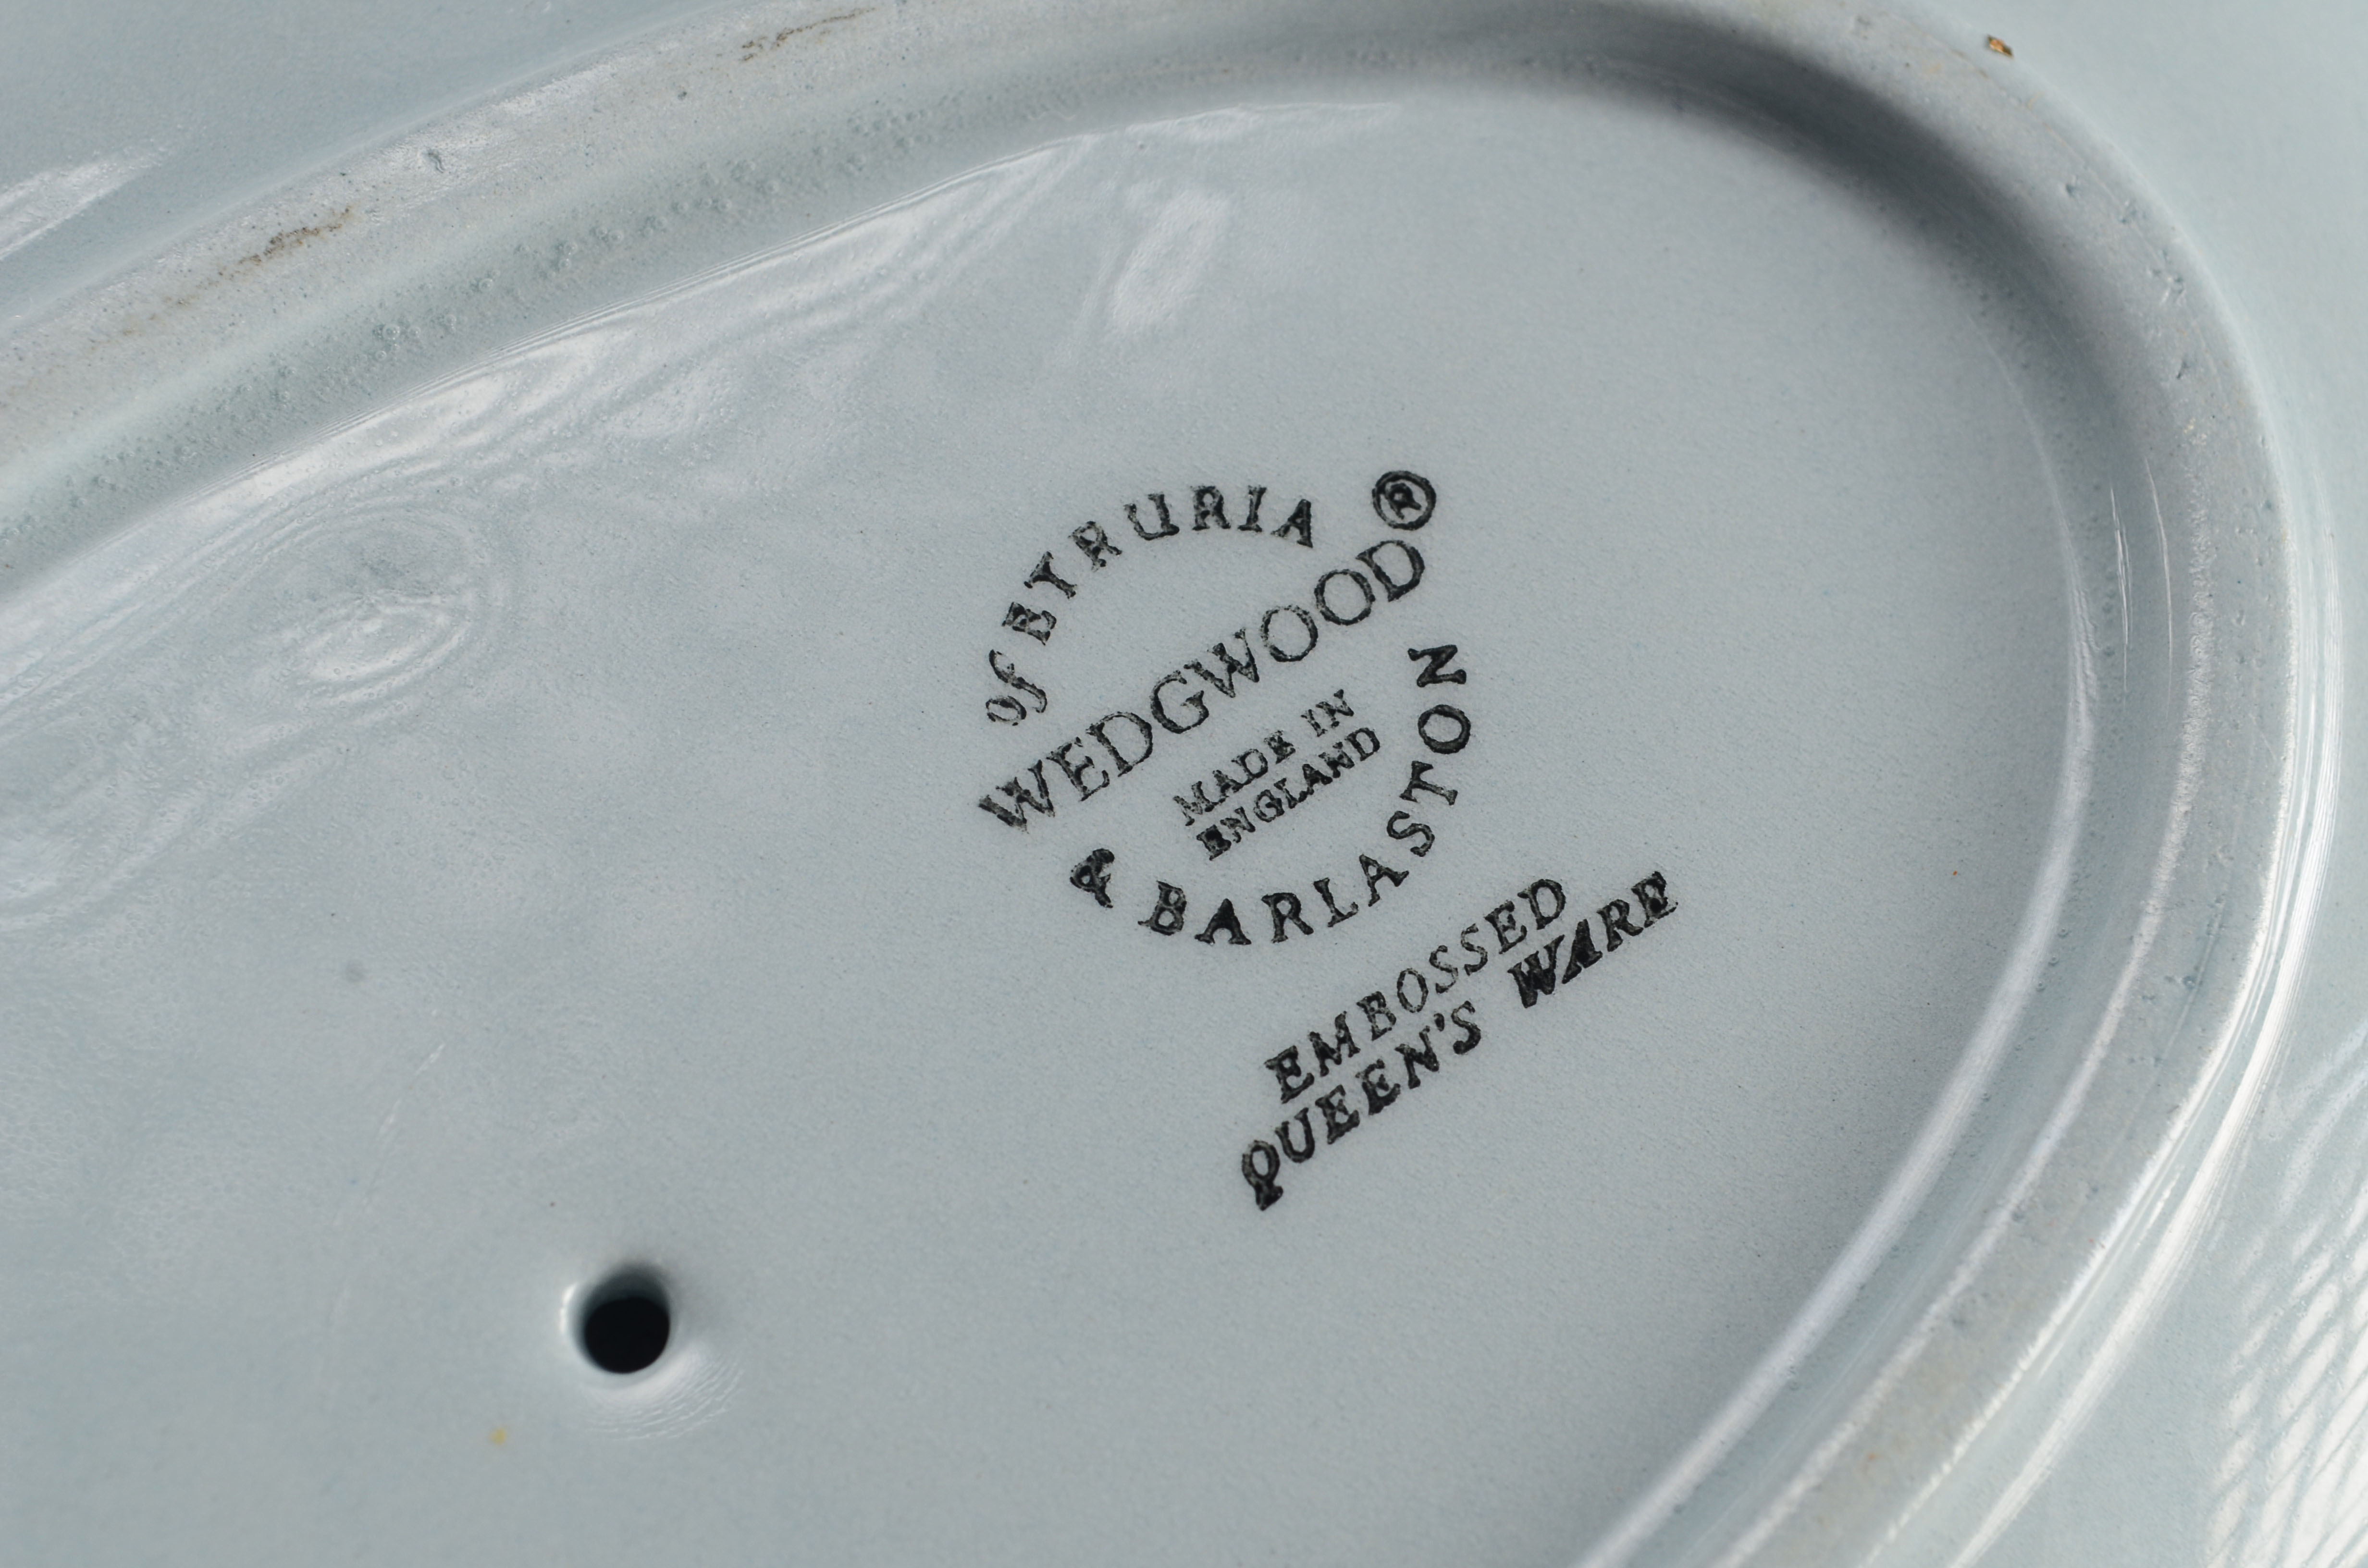 of ETRURIA
WEDGWOOD ®
MADE IN
ENGLAND
& BARLASTON
EMBOSSED
QUEEN'S WARE